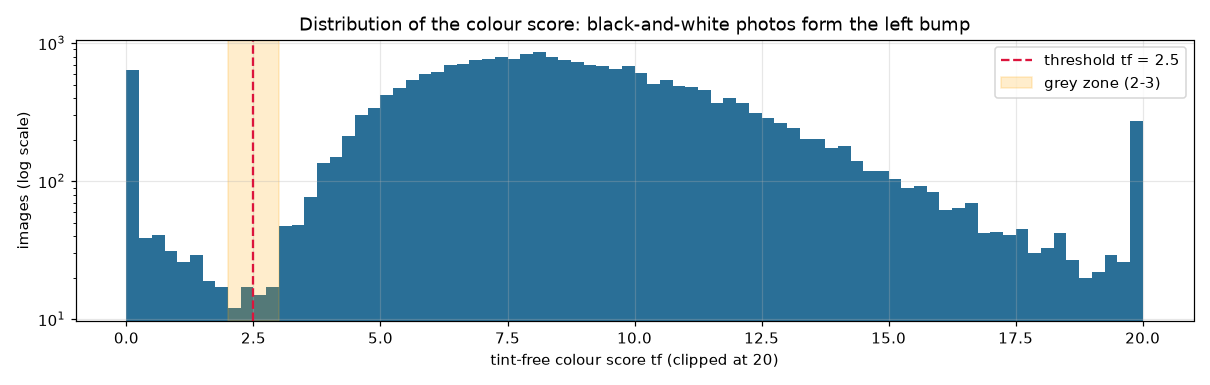 Distribution of the colour score: black-and-white photos form the left bump
threshold tf = 2.5
grey zone (2-3)
images (log scale)
10³
10²
10¹
0.0 2.5 5.0 7.5 10.0 12.5 15.0 17.5 20.0
tint-free colour score tf (clipped at 20)